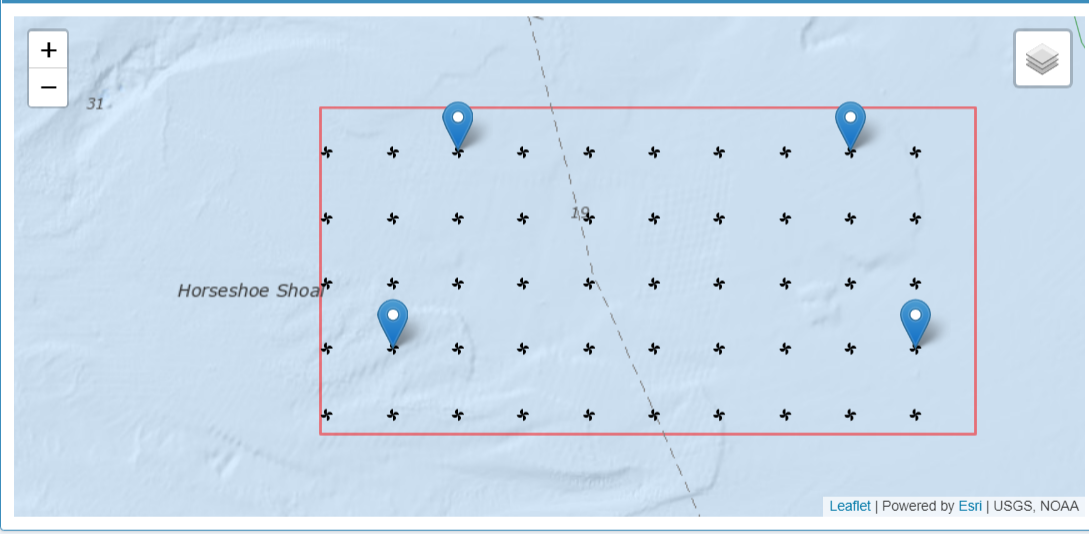 +
−
31
19
Horseshoe Shoal
Leaflet | Powered by Esri | USGS, NOAA